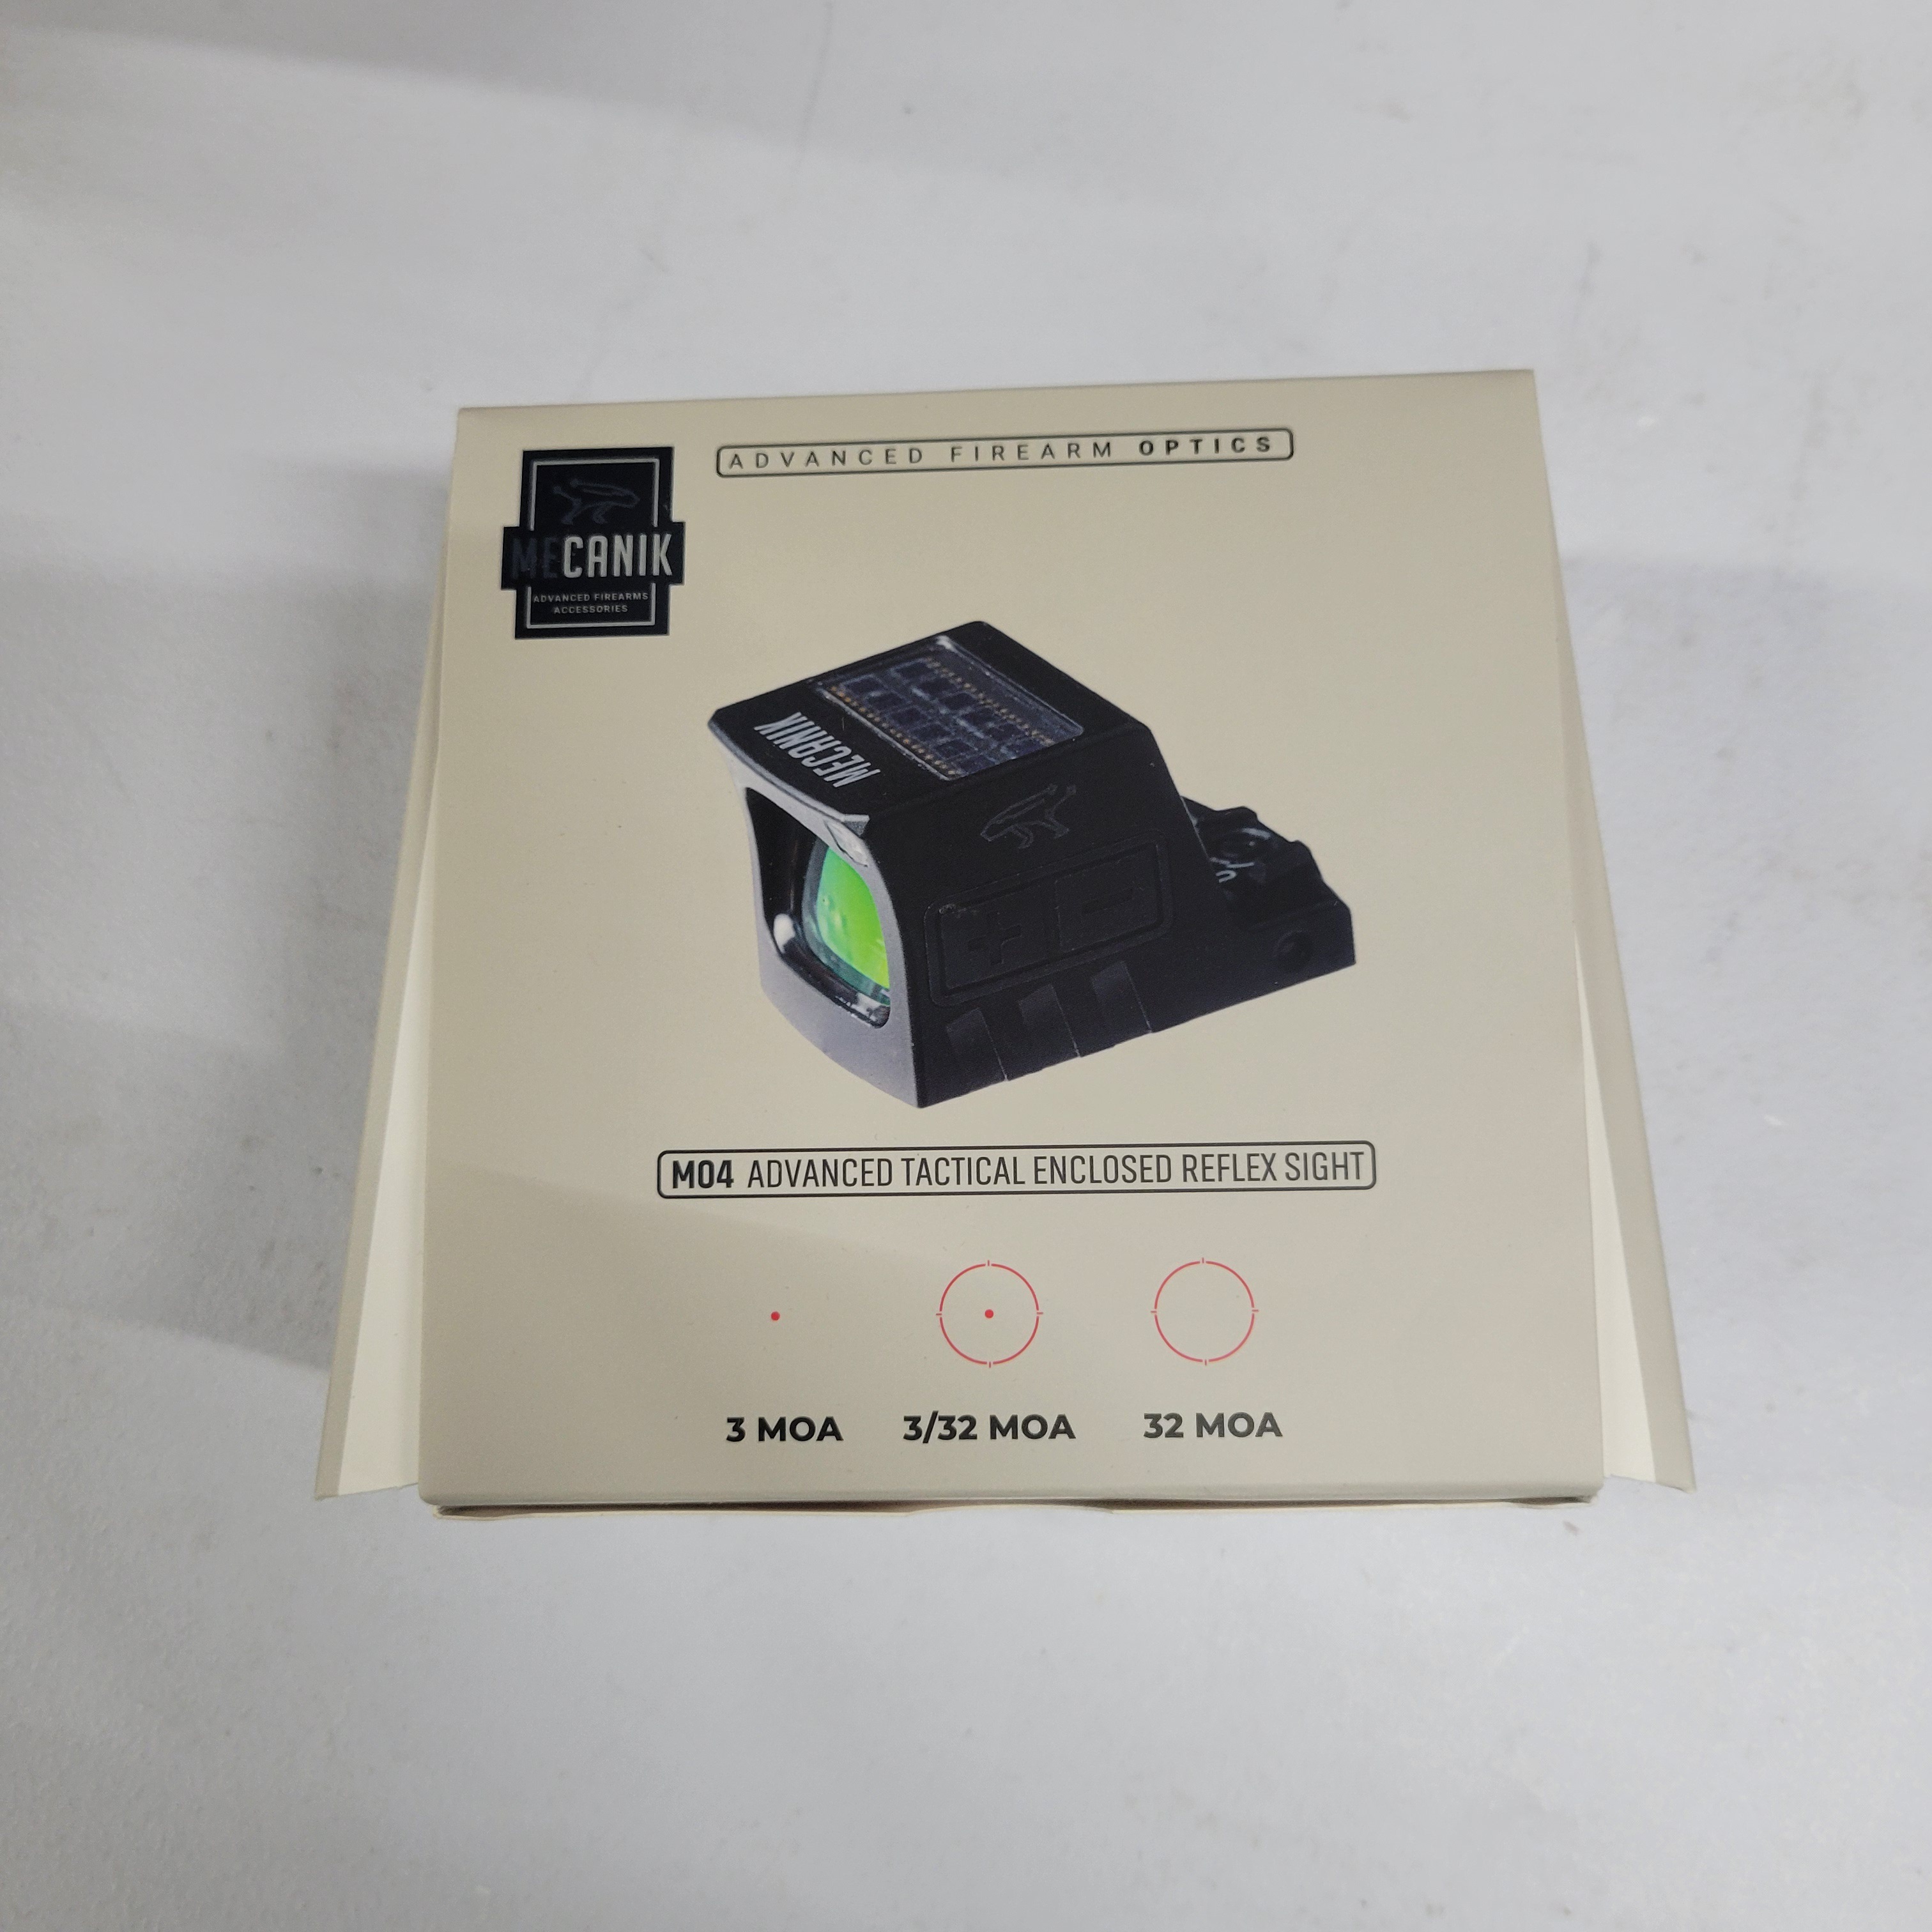 ADVANCED FIREARM OPTICS
MECANIK
ADVANCED FIREARMS
ACCESSORIES
MECANIK
+ -
M04 ADVANCED TACTICAL ENCLOSED REFLEX SIGHT
3 MOA 3/32 MOA 32 MOA